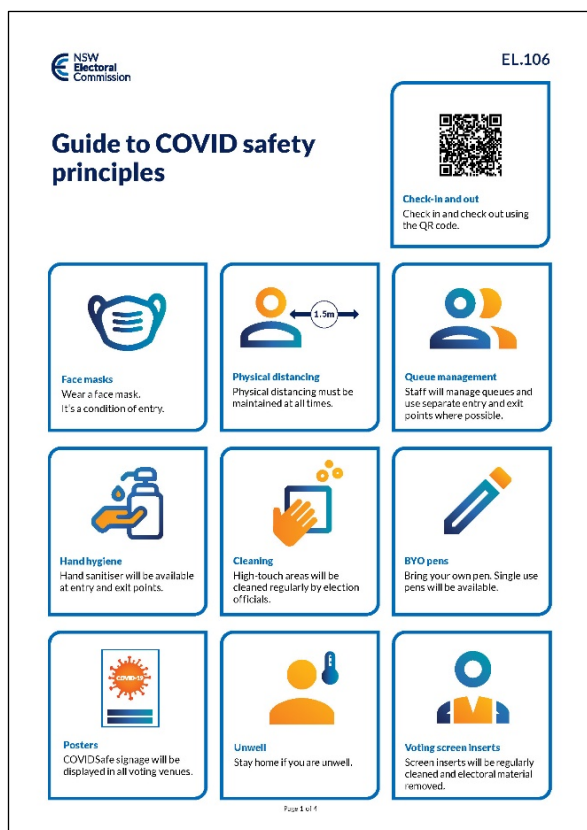 NSW
Electoral
Commission
EL.106
Guide to COVID safety
principles
Check-in and out
Check in and check out using
the QR code.
Face masks
Wear a face mask.
It's a condition of entry.
1.5m
Physical distancing
Physical distancing must be
maintained at all times.
Queue management
Staff will manage queues and
use separate entry and exit
points where possible.
Hand hygiene
Hand sanitiser will be available
at entry and exit points.
Cleaning
High-touch areas will be
cleaned regularly by election
officials.
BYO pens
Bring your own pen. Single use
pens will be available.
COVID-19
Posters
COVIDSafe signage will be
displayed in all voting venues.
Unwell
Stay home if you are unwell.
Voting screen inserts
Screen inserts will be regularly
cleaned and electoral material
removed.
Page 1 of 4